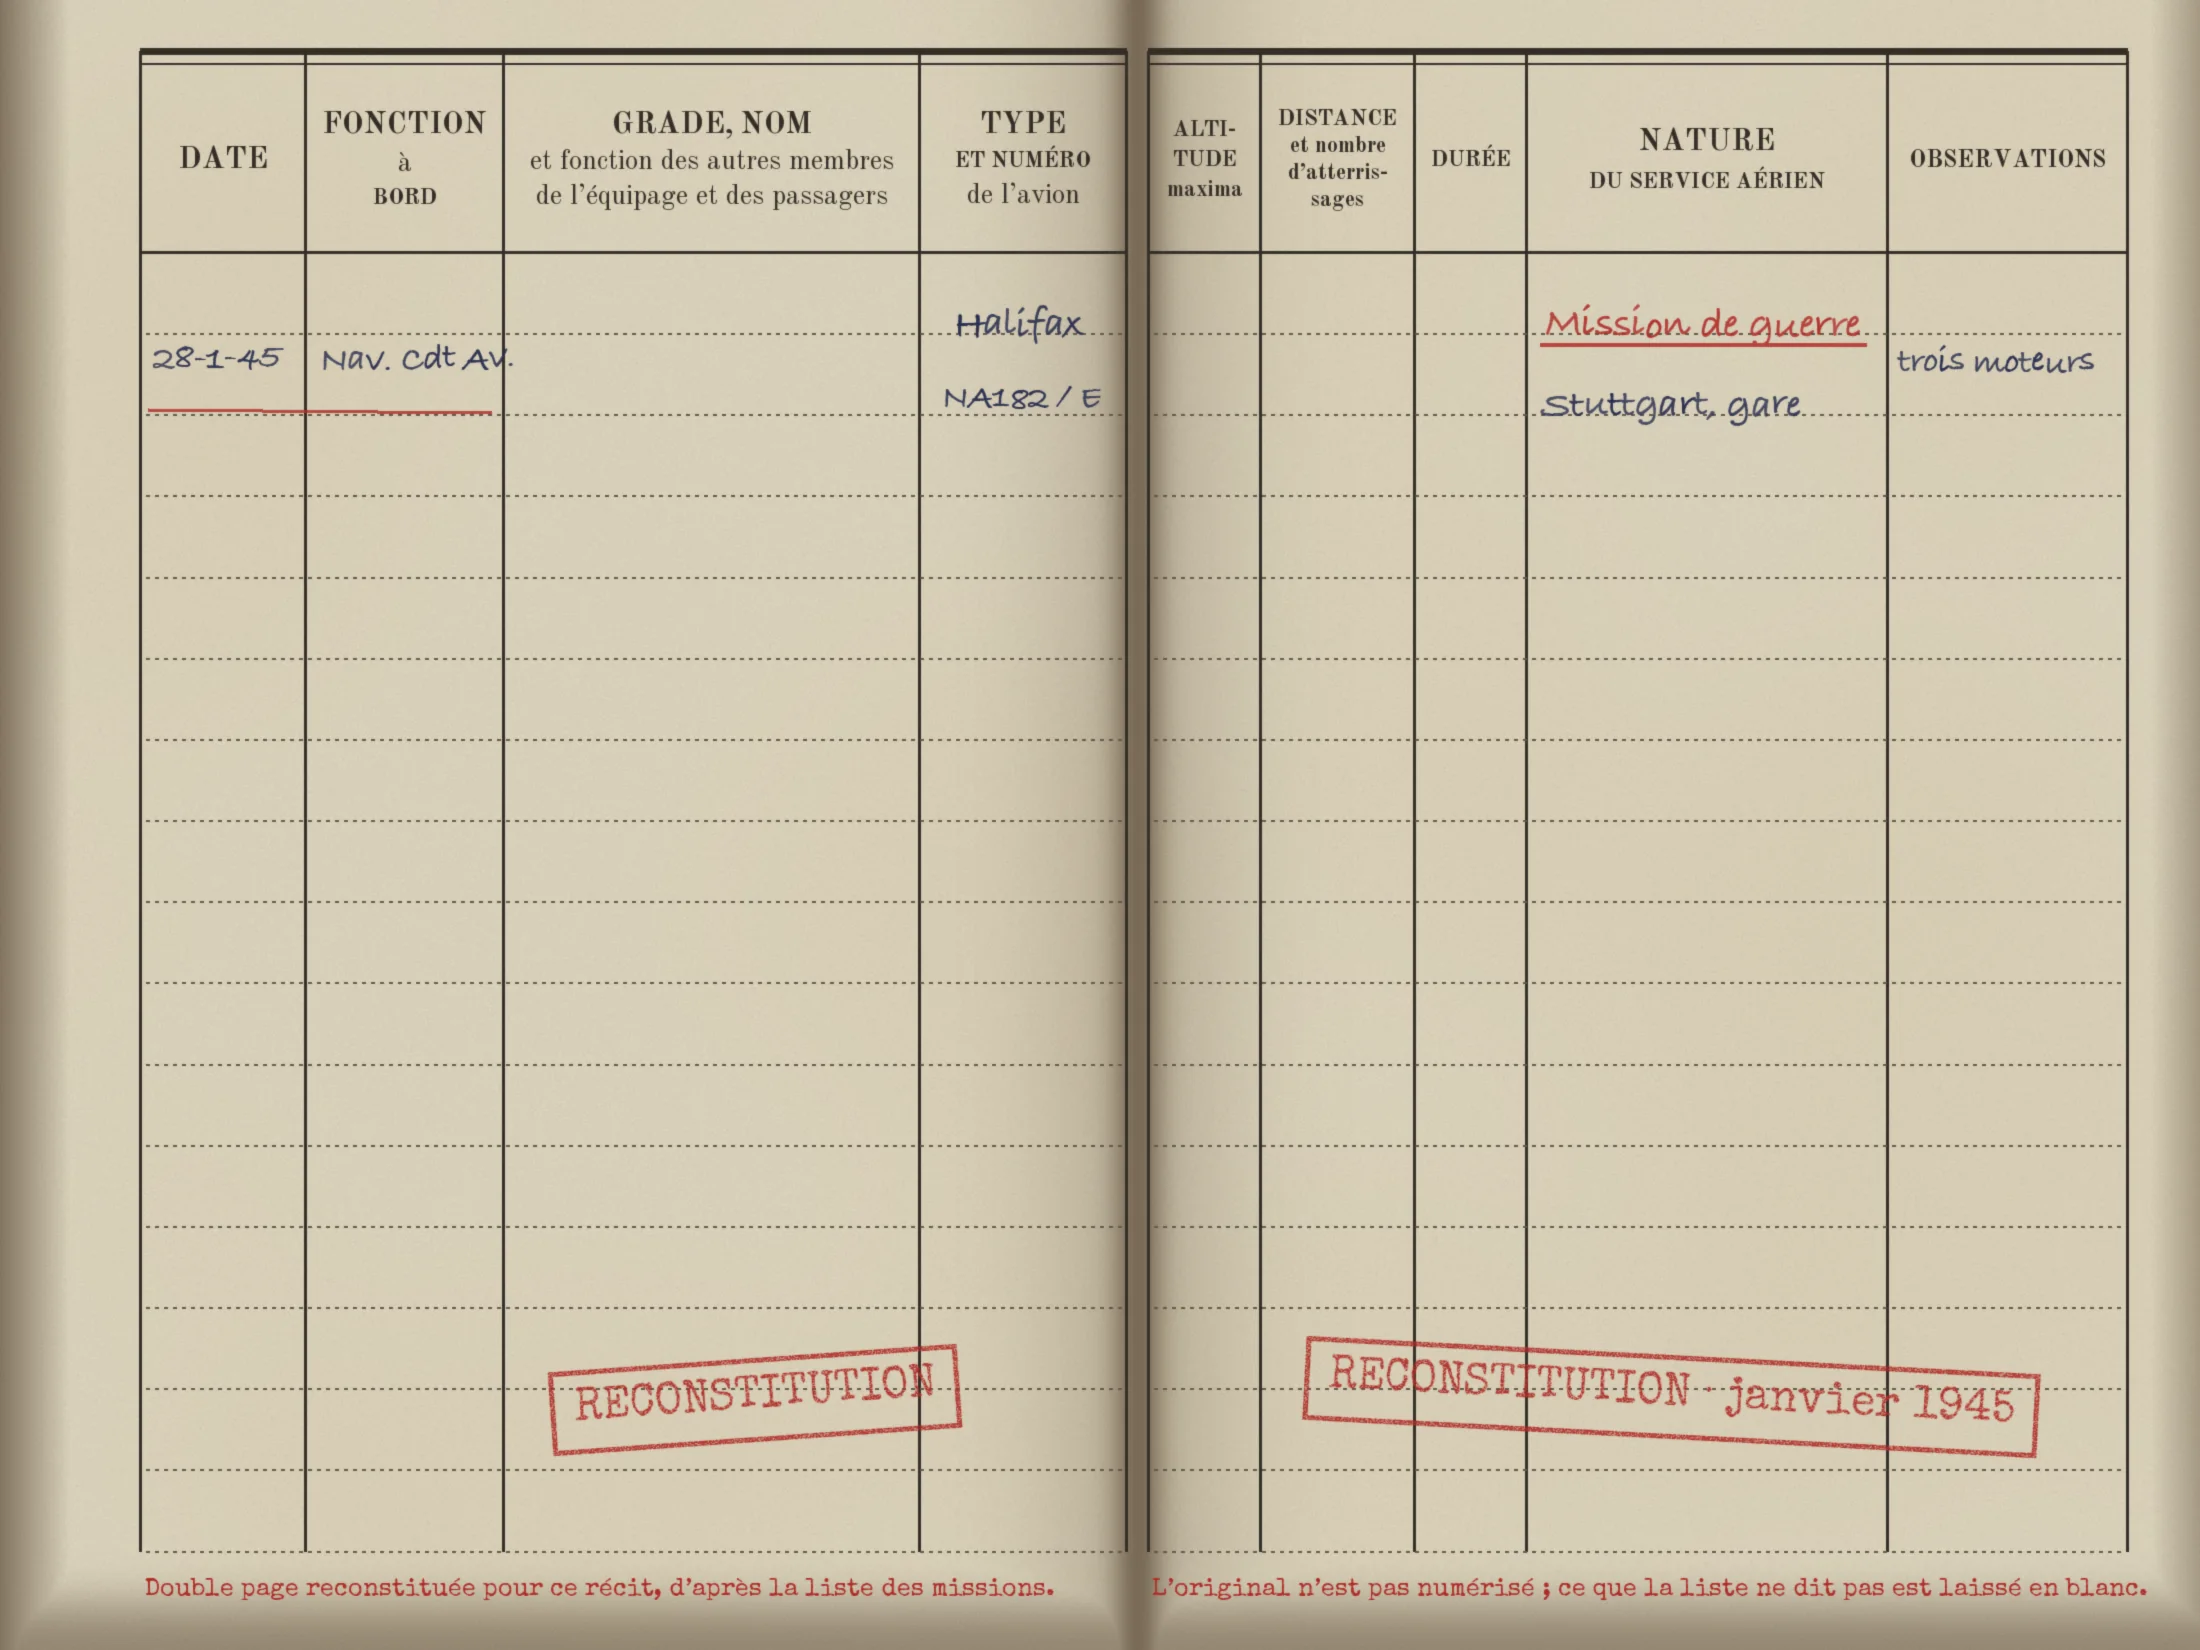 DATE
FONCTION
à
BORD
GRADE, NOM
et fonction des autres membres
de l'équipage et des passagers
TYPE
ET NUMÉRO
de l'avion
ALTI-
TUDE
maxima
DISTANCE
et nombre
d'atterris-
sages
DURÉE
NATURE
DU SERVICE AÉRIEN
OBSERVATIONS
28-1-45
Nav. Cdt Av.
Halifax
NA182 / E
Mission de guerre
Stuttgart, gare
trois moteurs
RECONSTITUTION
RECONSTITUTION · janvier 1945
Double page reconstituée pour ce récit, d'après la liste des missions.
L'original n'est pas numérisé ; ce que la liste ne dit pas est laissé en blanc.